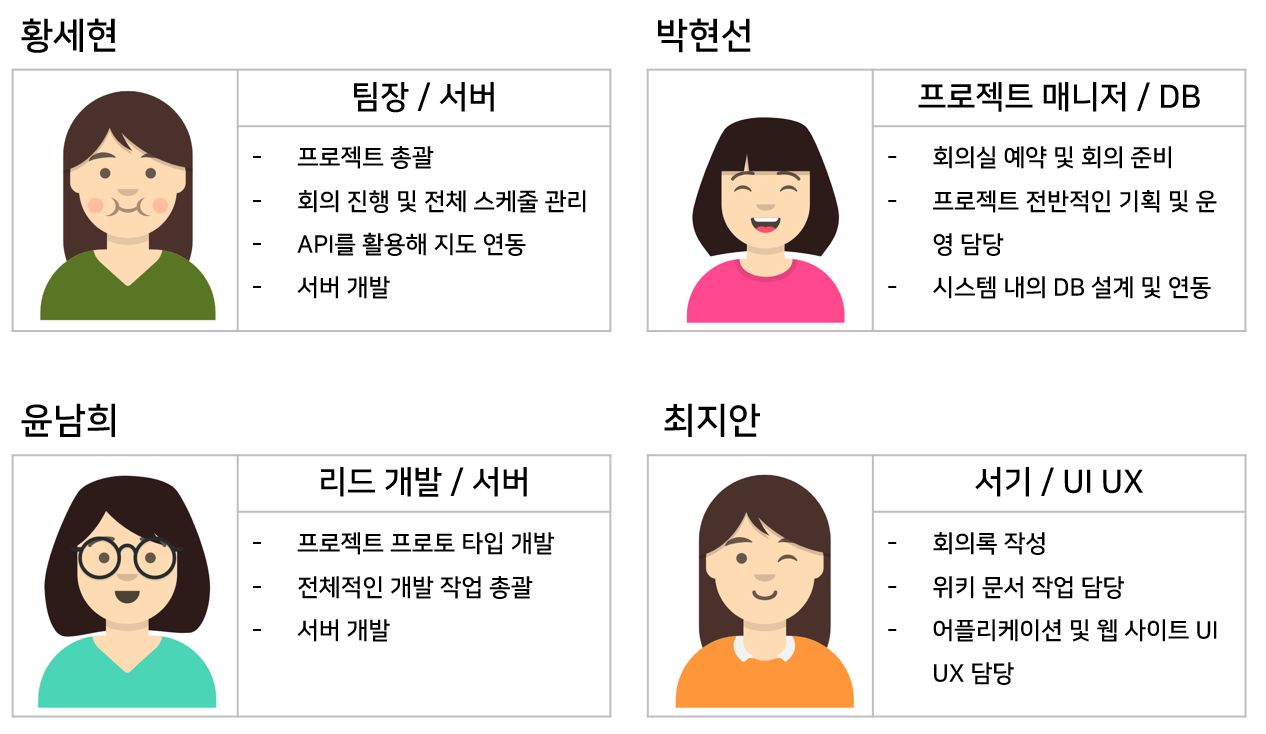 황세현
팀장 / 서버
- 프로젝트 총괄
- 회의 진행 및 전체 스케줄 관리
- API를 활용해 지도 연동
- 서버 개발
박현선
프로젝트 매니저 / DB
- 회의실 예약 및 회의 준비
- 프로젝트 전반적인 기획 및 운
영 담당
- 시스템 내의 DB 설계 및 연동
윤남희
리드 개발 / 서버
- 프로젝트 프로토 타입 개발
- 전체적인 개발 작업 총괄
- 서버 개발
최지안
서기 / UI UX
- 회의록 작성
- 위키 문서 작업 담당
- 어플리케이션 및 웹 사이트 UI
UX 담당